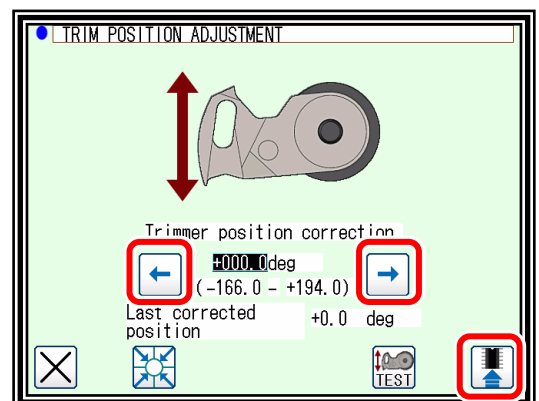 TRIM POSITION ADJUSTMENT
Trimmer position correction
+000.0deg
(-166.0 - +194.0)
Last corrected position +0.0 deg
TEST